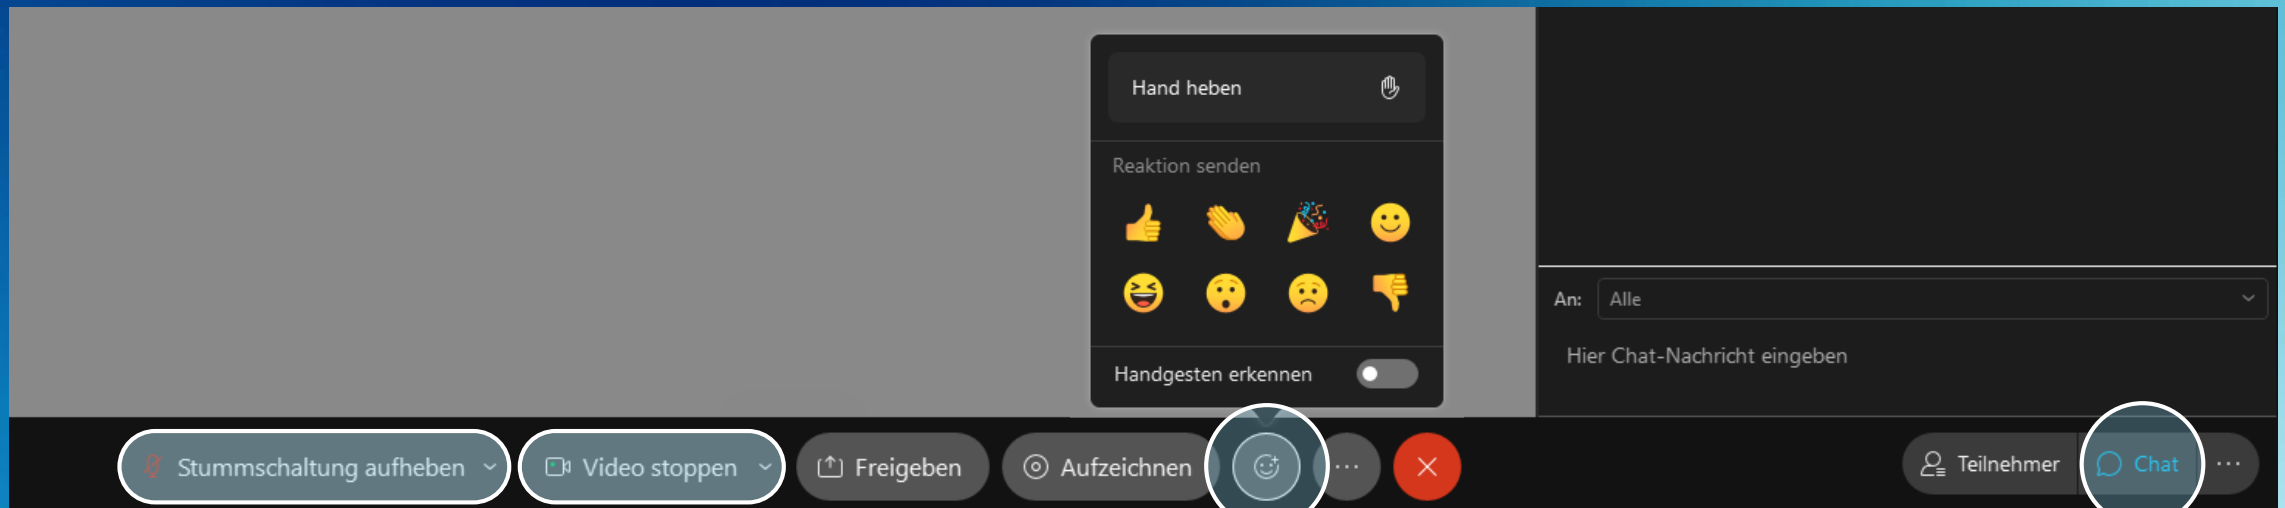 Hand heben
Reaktion senden
Handgesten erkennen
An: Alle
Hier Chat-Nachricht eingeben
Stummschaltung aufheben
Video stoppen
Freigeben
Aufzeichnen
Teilnehmer
Chat